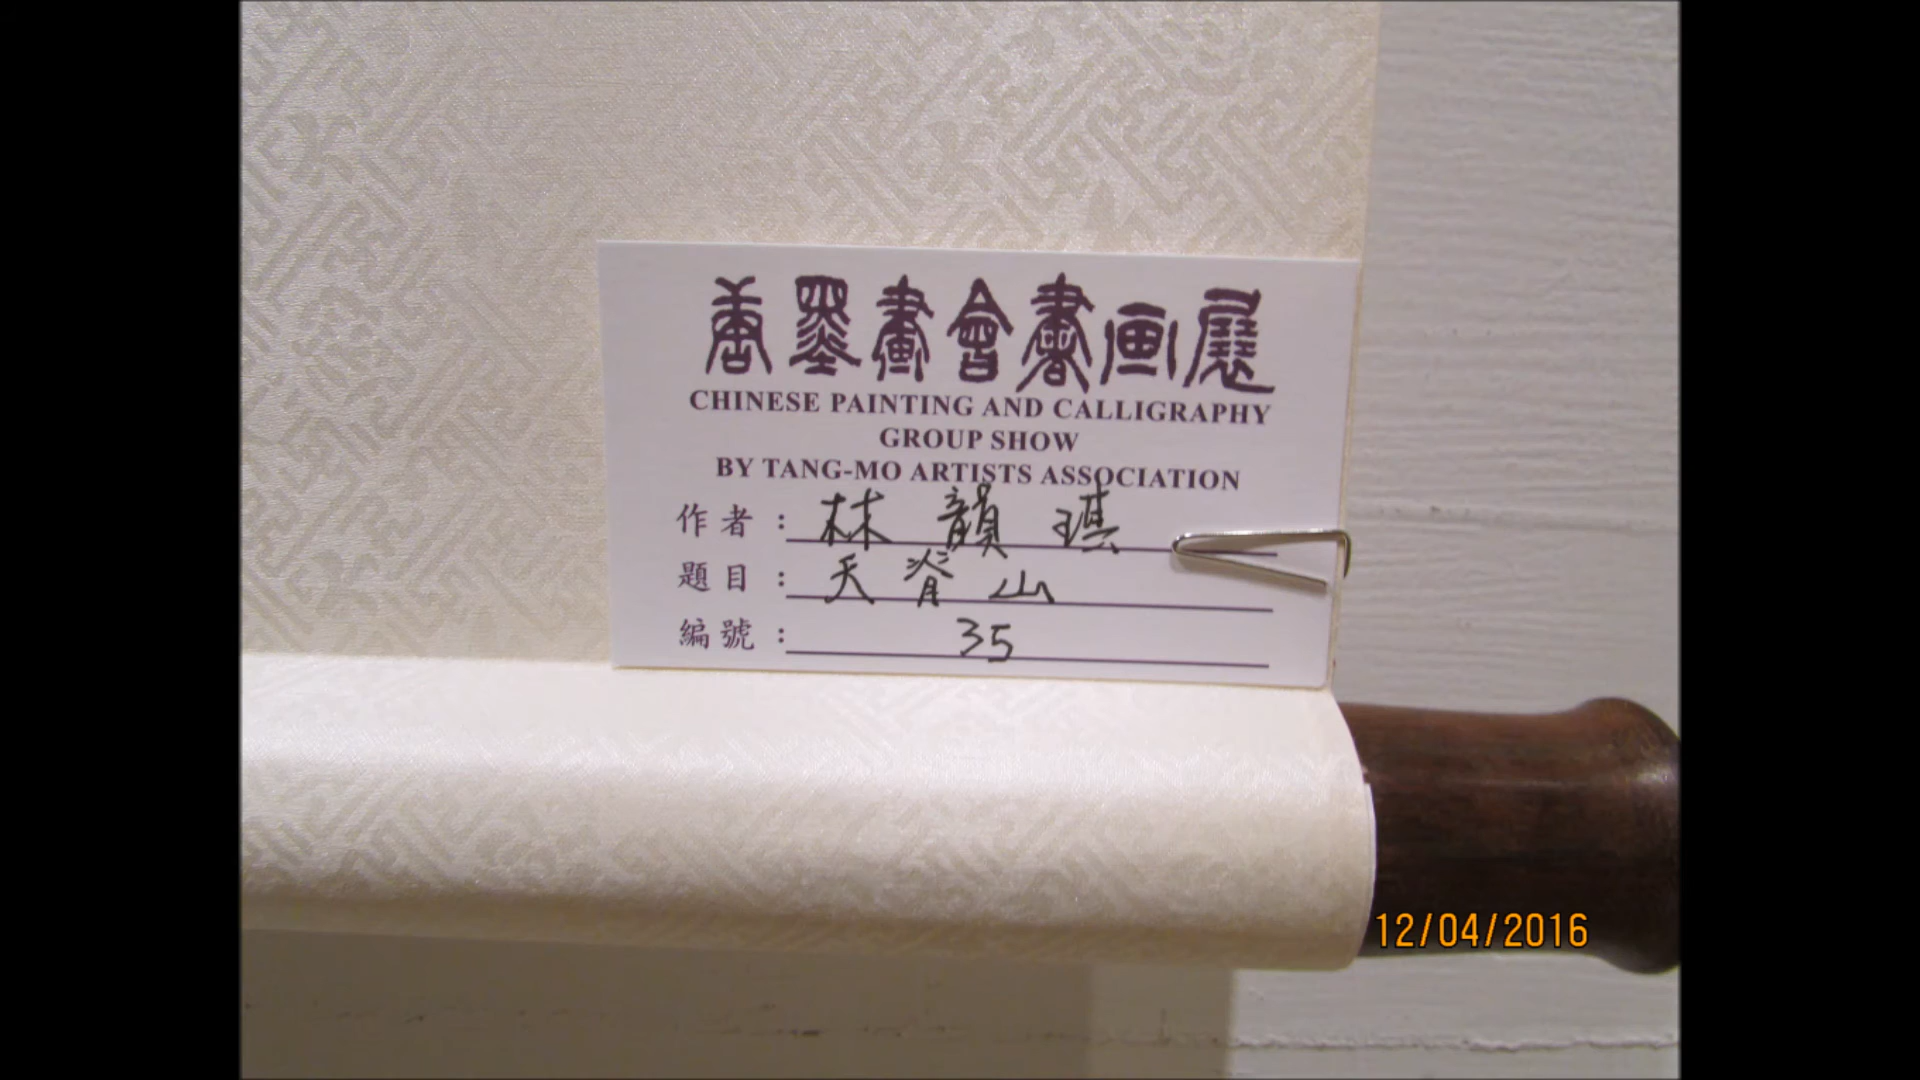 唐墨畫會書画展
CHINESE PAINTING AND CALLIGRAPHY
GROUP SHOW
BY TANG-MO ARTISTS ASSOCIATION
作者：林韻琪
題目：天脊山
編號：35
12/04/2016